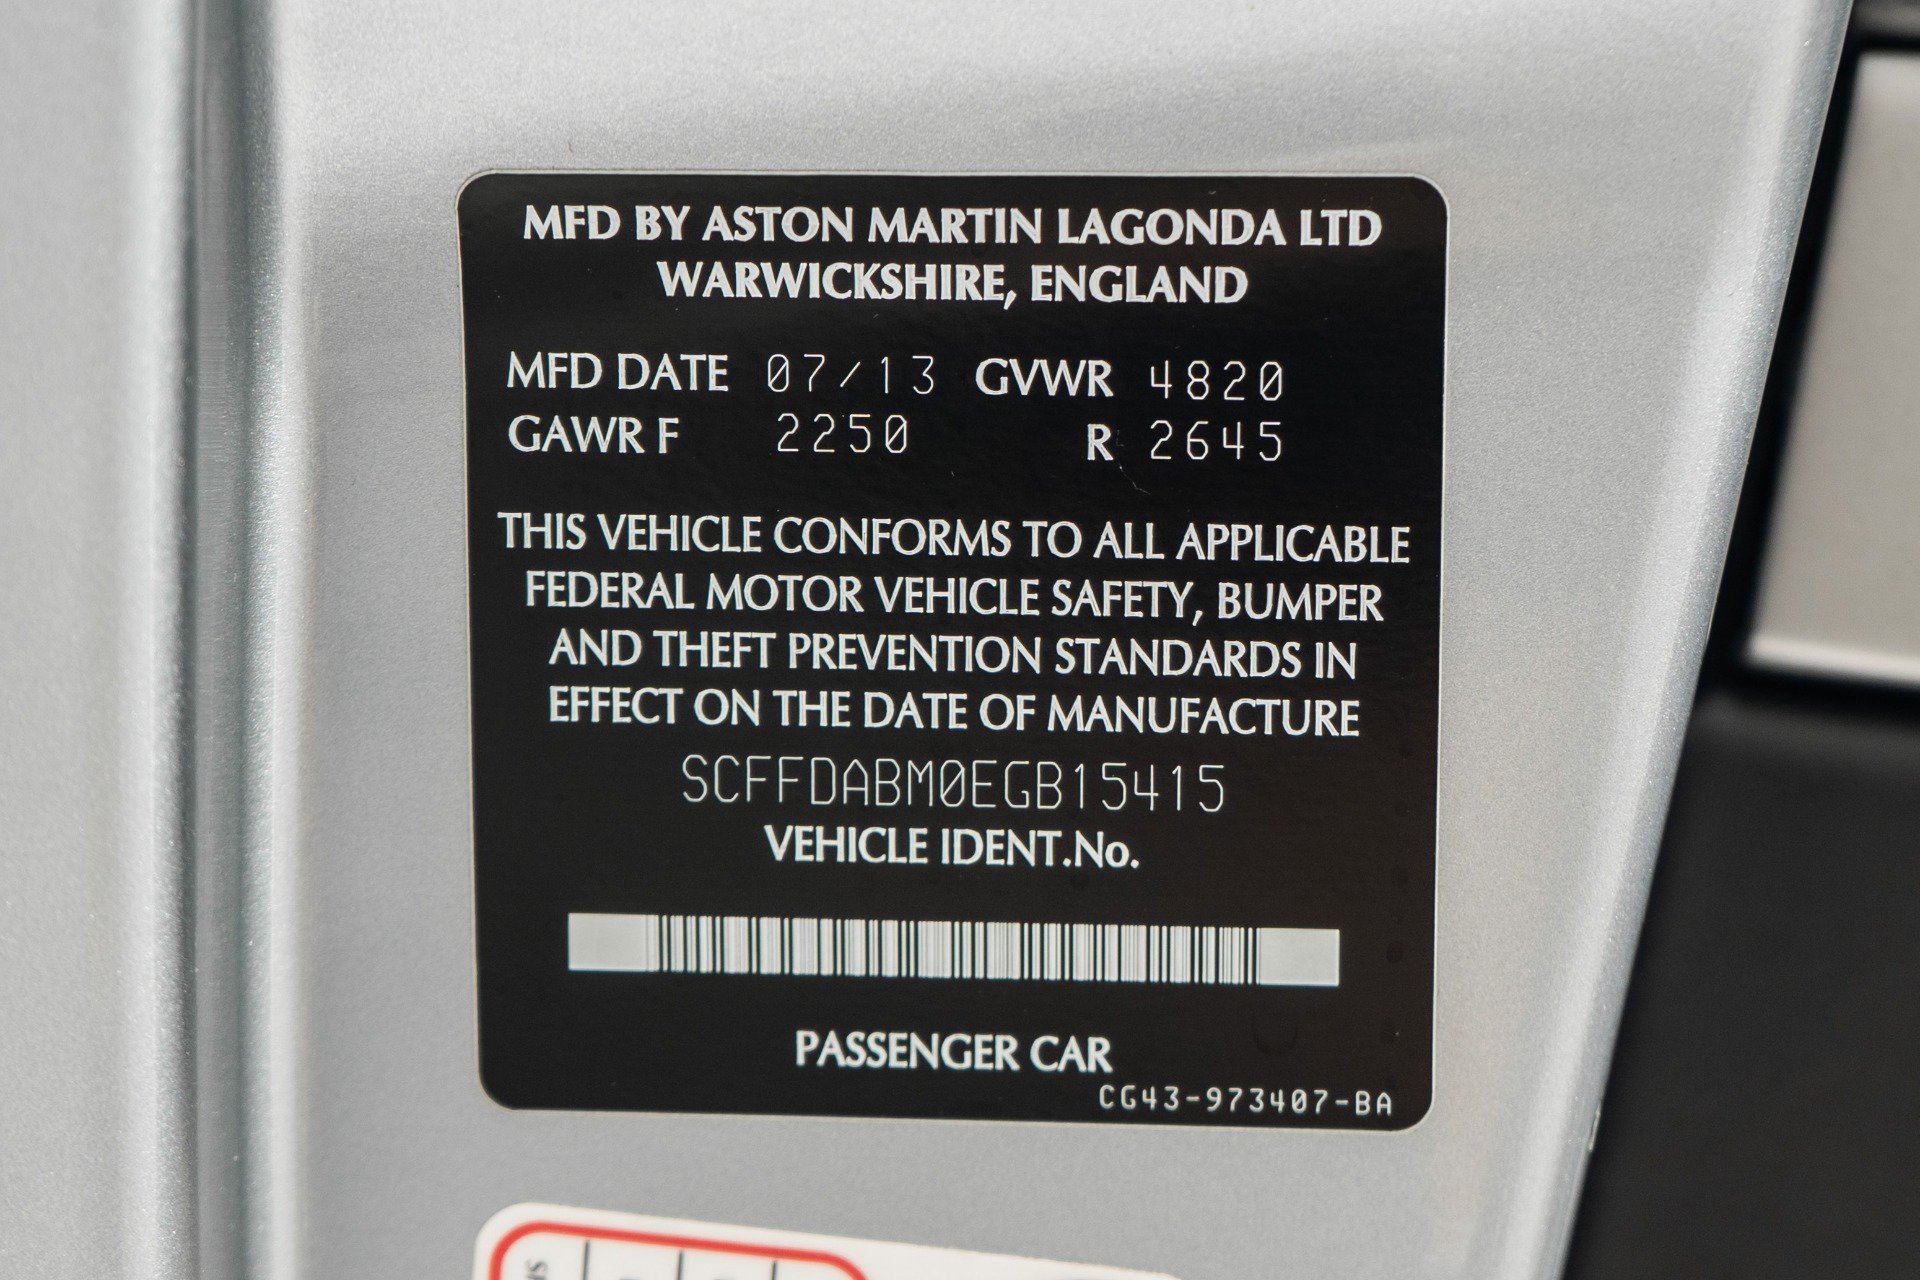 MFD BY ASTON MARTIN LAGONDA LTD
WARWICKSHIRE, ENGLAND
MFD DATE 07/13 GVWR 4820
GAWR F 2250 R 2645
THIS VEHICLE CONFORMS TO ALL APPLICABLE
FEDERAL MOTOR VEHICLE SAFETY, BUMPER
AND THEFT PREVENTION STANDARDS IN
EFFECT ON THE DATE OF MANUFACTURE
SCFFDABM0EGB15415
VEHICLE IDENT.No.
PASSENGER CAR
CG43-973407-BA